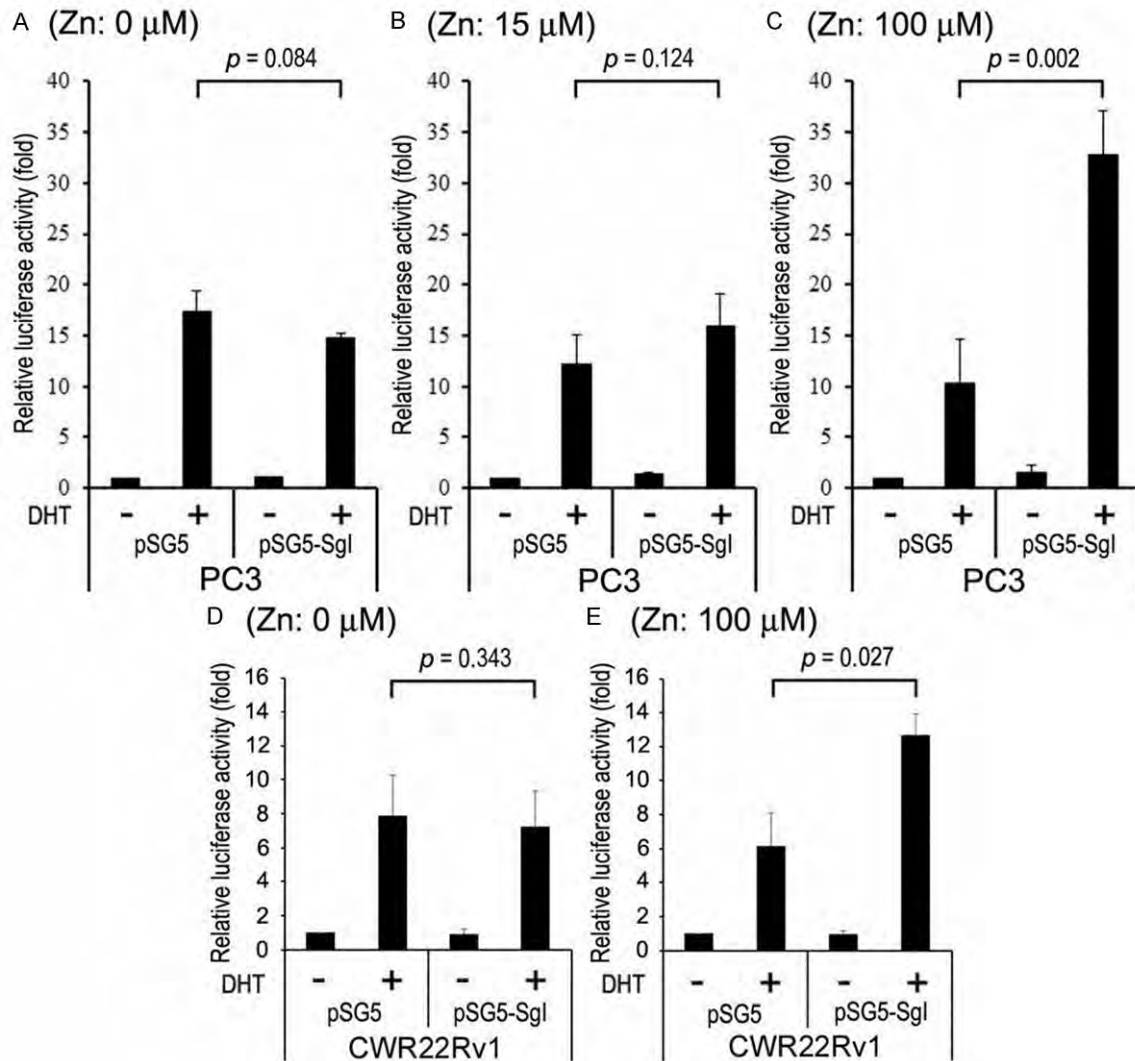 A (Zn: 0 μM)
p = 0.084
Relative luciferase activity (fold)
40
35
30
25
20
15
10
5
0
DHT - + - +
pSG5 pSG5-SgI
PC3
B (Zn: 15 μM)
p = 0.124
Relative luciferase activity (fold)
40
35
30
25
20
15
10
5
0
DHT - + - +
pSG5 pSG5-SgI
PC3
C (Zn: 100 μM)
p = 0.002
Relative luciferase activity (fold)
40
35
30
25
20
15
10
5
0
DHT - + - +
pSG5 pSG5-SgI
PC3
D (Zn: 0 μM)
p = 0.343
Relative luciferase activity (fold)
16
14
12
10
8
6
4
2
0
DHT - + - +
pSG5 pSG5-SgI
CWR22Rv1
E (Zn: 100 μM)
p = 0.027
Relative luciferase activity (fold)
16
14
12
10
8
6
4
2
0
DHT - + - +
pSG5 pSG5-SgI
CWR22Rv1